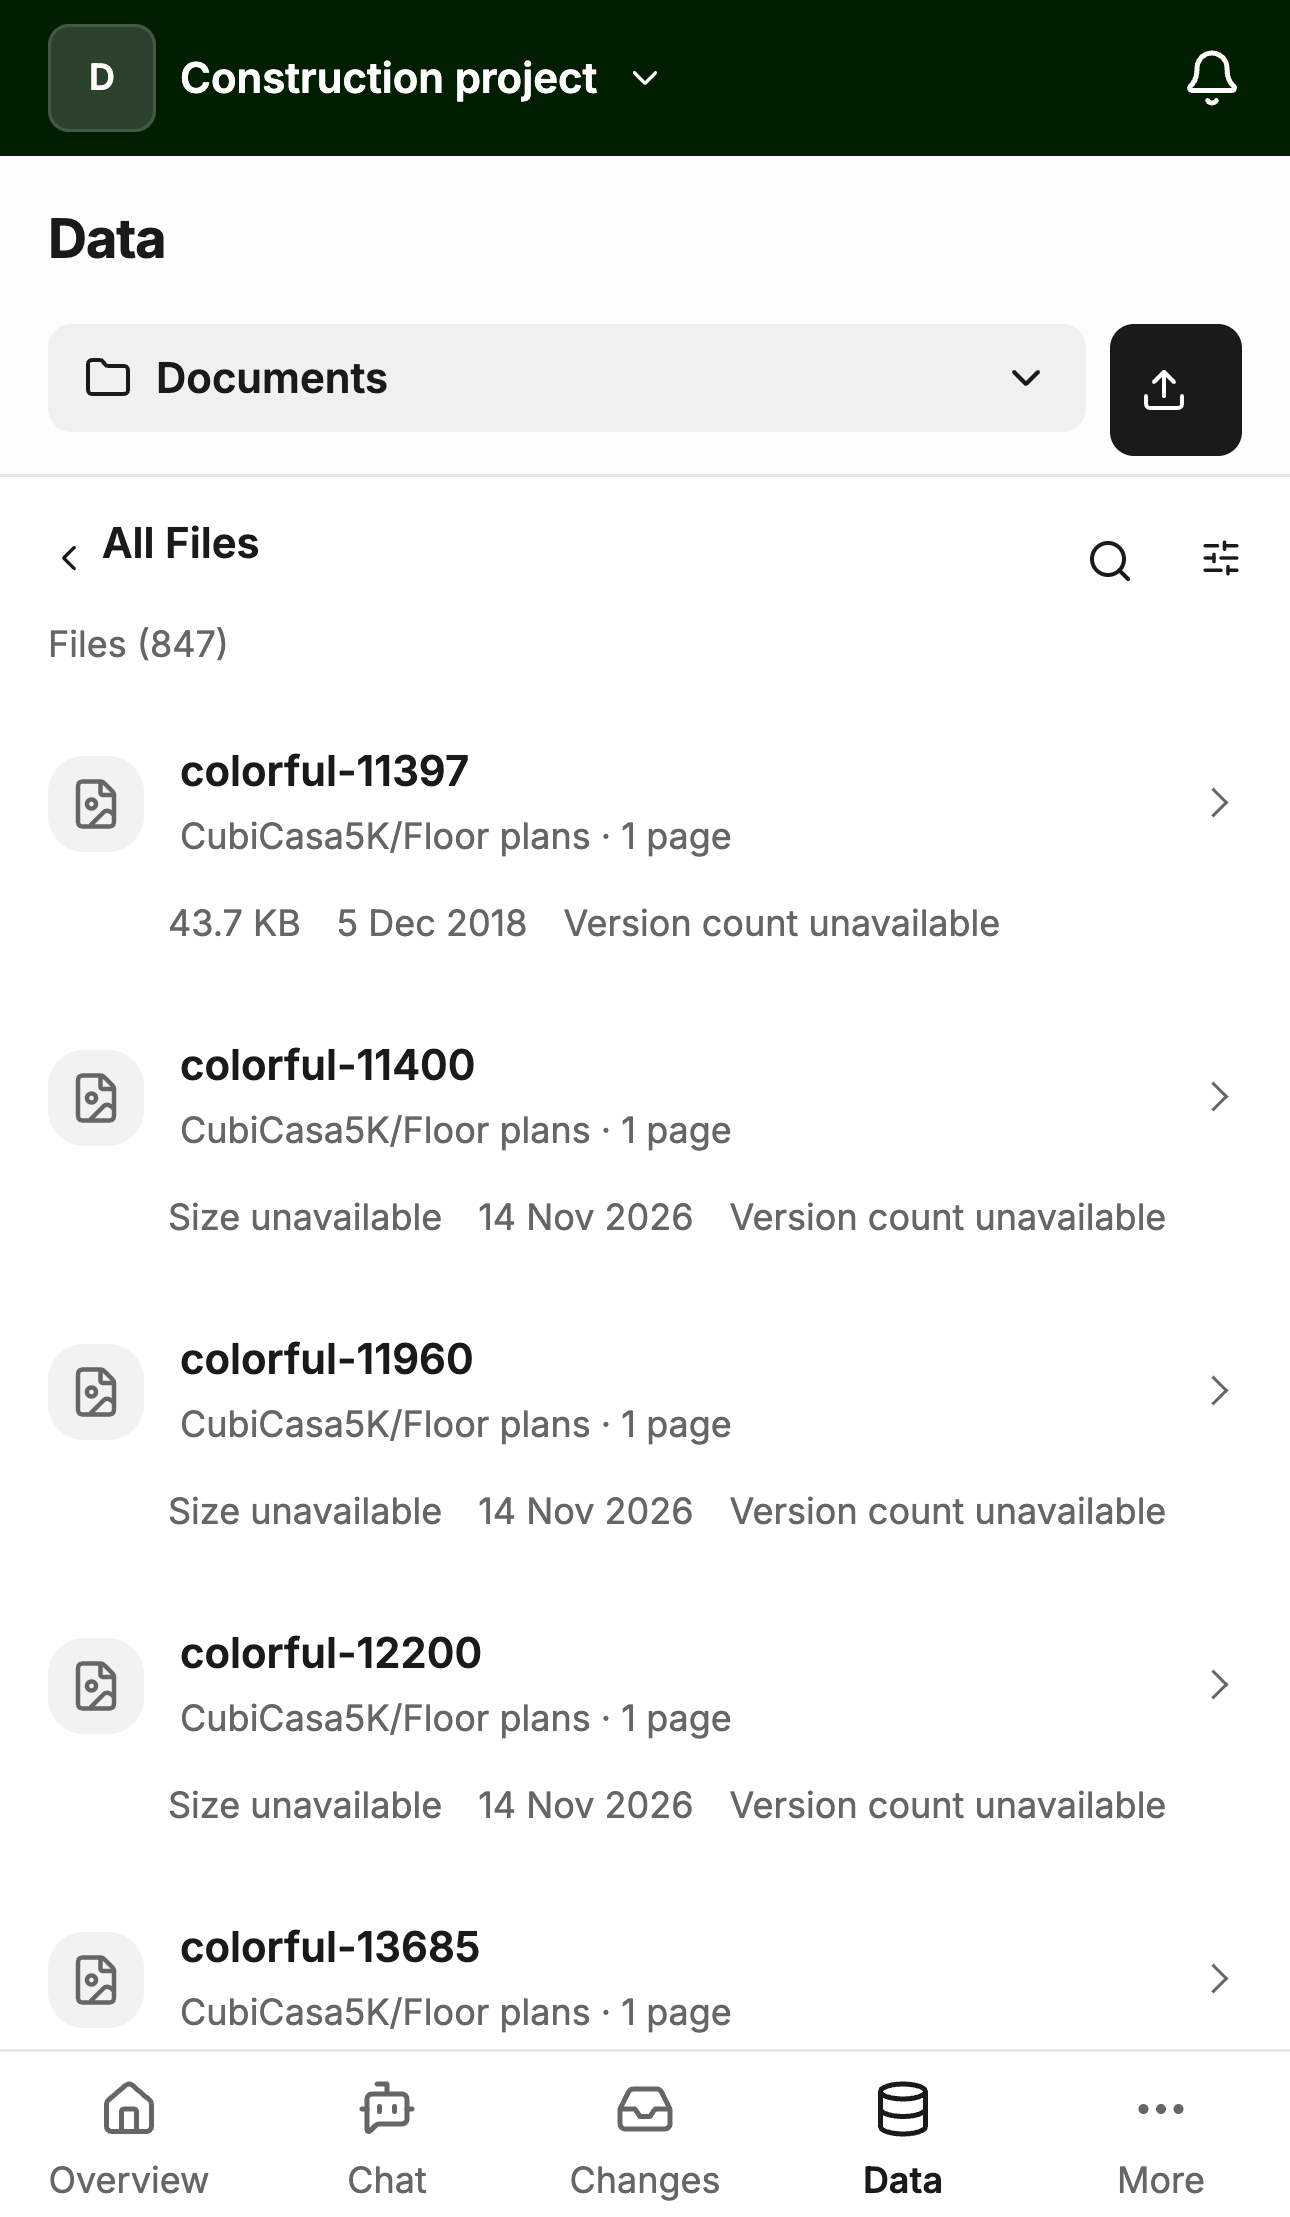 D
Construction project
Data
Documents
All Files
Files (847)
colorful-11397
CubiCasa5K/Floor plans · 1 page
43.7 KB 5 Dec 2018 Version count unavailable
colorful-11400
CubiCasa5K/Floor plans · 1 page
Size unavailable 14 Nov 2026 Version count unavailable
colorful-11960
CubiCasa5K/Floor plans · 1 page
Size unavailable 14 Nov 2026 Version count unavailable
colorful-12200
CubiCasa5K/Floor plans · 1 page
Size unavailable 14 Nov 2026 Version count unavailable
colorful-13685
CubiCasa5K/Floor plans · 1 page
Overview Chat Changes Data More